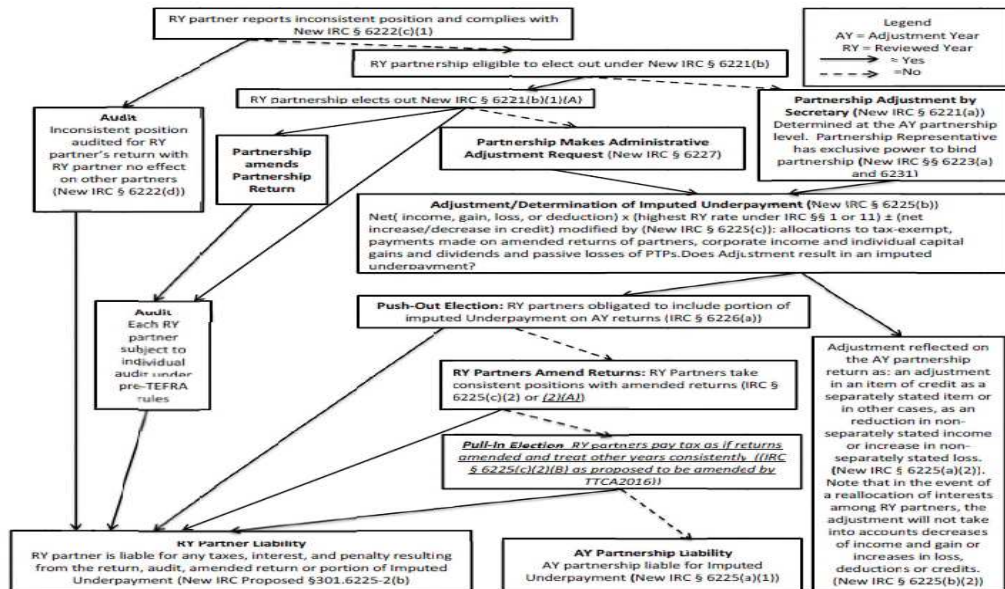 RY partner reports inconsistent position and complies with
New IRC § 6222(c)(1)
Legend
AY = Adjustment Year
RY = Reviewed Year
= Yes
=No
RY partnership eligible to elect out under New IRC § 6221(b)
RY partnership elects out New IRC § 6221(b)(1)(A)
Audit
Inconsistent position
audited for RY
partner's return with
RY partner no effect
on other partners
(New IRC § 6222(d))
Partnership
amends
Partnership
Return
Partnership Makes Administrative
Adjustment Request (New IRC § 6227)
Partnership Adjustment by
Secretary (New IRC § 6221(a))
Determined at the AY partnership
level. Partnership Representative
has exclusive power to bind
partnership (New IRC §§ 6223(a)
and 6231)
Adjustment/Determination of Imputed Underpayment (New IRC § 6225(b))
Net( income, gain, loss, or deduction) x (highest RY rate under IRC §§ 1 or 11) ± (net
increase/decrease in credit) modified by (New IRC § 6225(c)): allocations to tax-exempt,
payments made on amended returns of partners, corporate income and individual capital
gains and dividends and passive losses of PTPs.Does Adjustment result in an imputed
underpayment?
Audit
Each RY
partner
subject to
individual
audit under
pre-TEFRA
rules
Push-Out Election: RY partners obligated to include portion of
imputed Underpayment on AY returns (IRC § 6226(a))
RY Partners Amend Returns: RY Partners take
consistent positions with amended returns (IRC §
6225(c)(2) or (2)(A))
Pull-In Election RY partners pay tax as if returns
amended and treat other years consistently ((IRC
§ 6225(c)(2)(B) as proposed to be amended by
TTCA2016))
Adjustment reflected on
the AY partnership
return as: an adjustment
in an item of credit as a
separately stated item or
in other cases, as an
reduction in non-
separately stated income
or increase in non-
separately stated loss.
(New IRC § 6225(a)(2)).
Note that in the event of
a reallocation of interests
among RY partners, the
adjustment will not take
into accounts decreases
of income and gain or
increases in loss,
deductions or credits.
(New IRC § 6225(b)(2))
RY Partner Liability
RY partner is liable for any taxes, interest, and penalty resulting
from the return, audit, amended return or portion of Imputed
Underpayment (New IRC Proposed §301.6225-2(b)
AY Partnership Liability
AY partnership liable for Imputed
Underpayment (New IRC § 6225(a)(1))